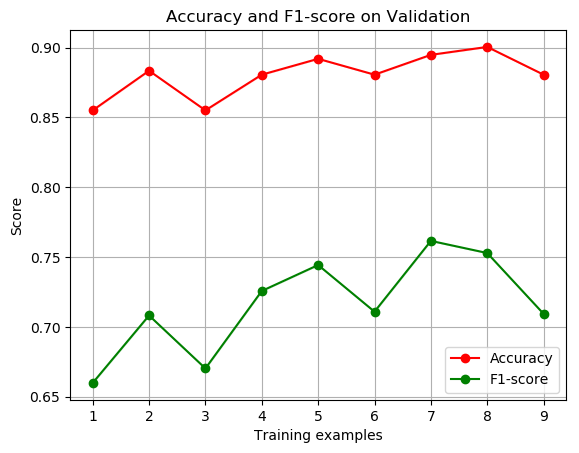 Accuracy and F1-score on Validation
0.90
0.85
0.80
0.75
0.70
0.65
Score
1 2 3 4 5 6 7 8 9
Training examples
Accuracy
F1-score